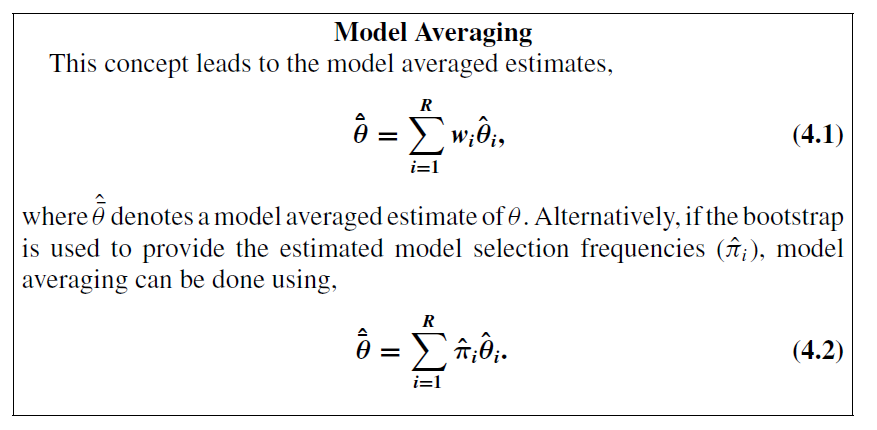 Model Averaging
This concept leads to the model averaged estimates,
$$\hat{\bar{\theta}} = \sum_{i=1}^{R} w_i \hat{\theta}_i,$$ (4.1)
where $\hat{\bar{\theta}}$ denotes a model averaged estimate of θ. Alternatively, if the bootstrap
is used to provide the estimated model selection frequencies ($\hat{\pi}_i$), model
averaging can be done using,
$$\hat{\bar{\theta}} = \sum_{i=1}^{R} \hat{\pi}_i \hat{\theta}_i.$$ (4.2)